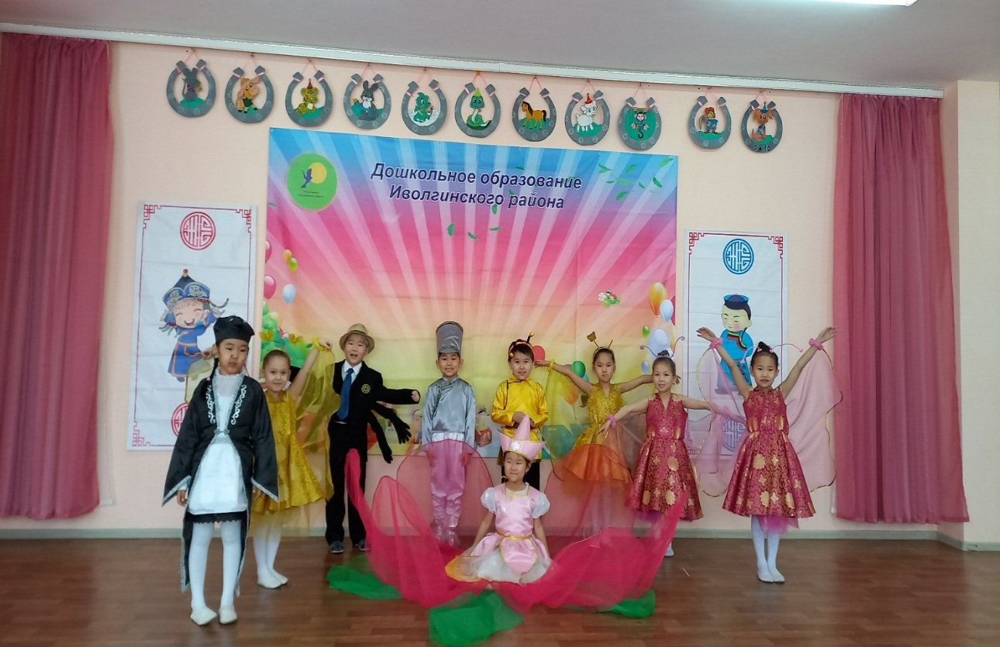 Дошкольное образование
Иволгинского района